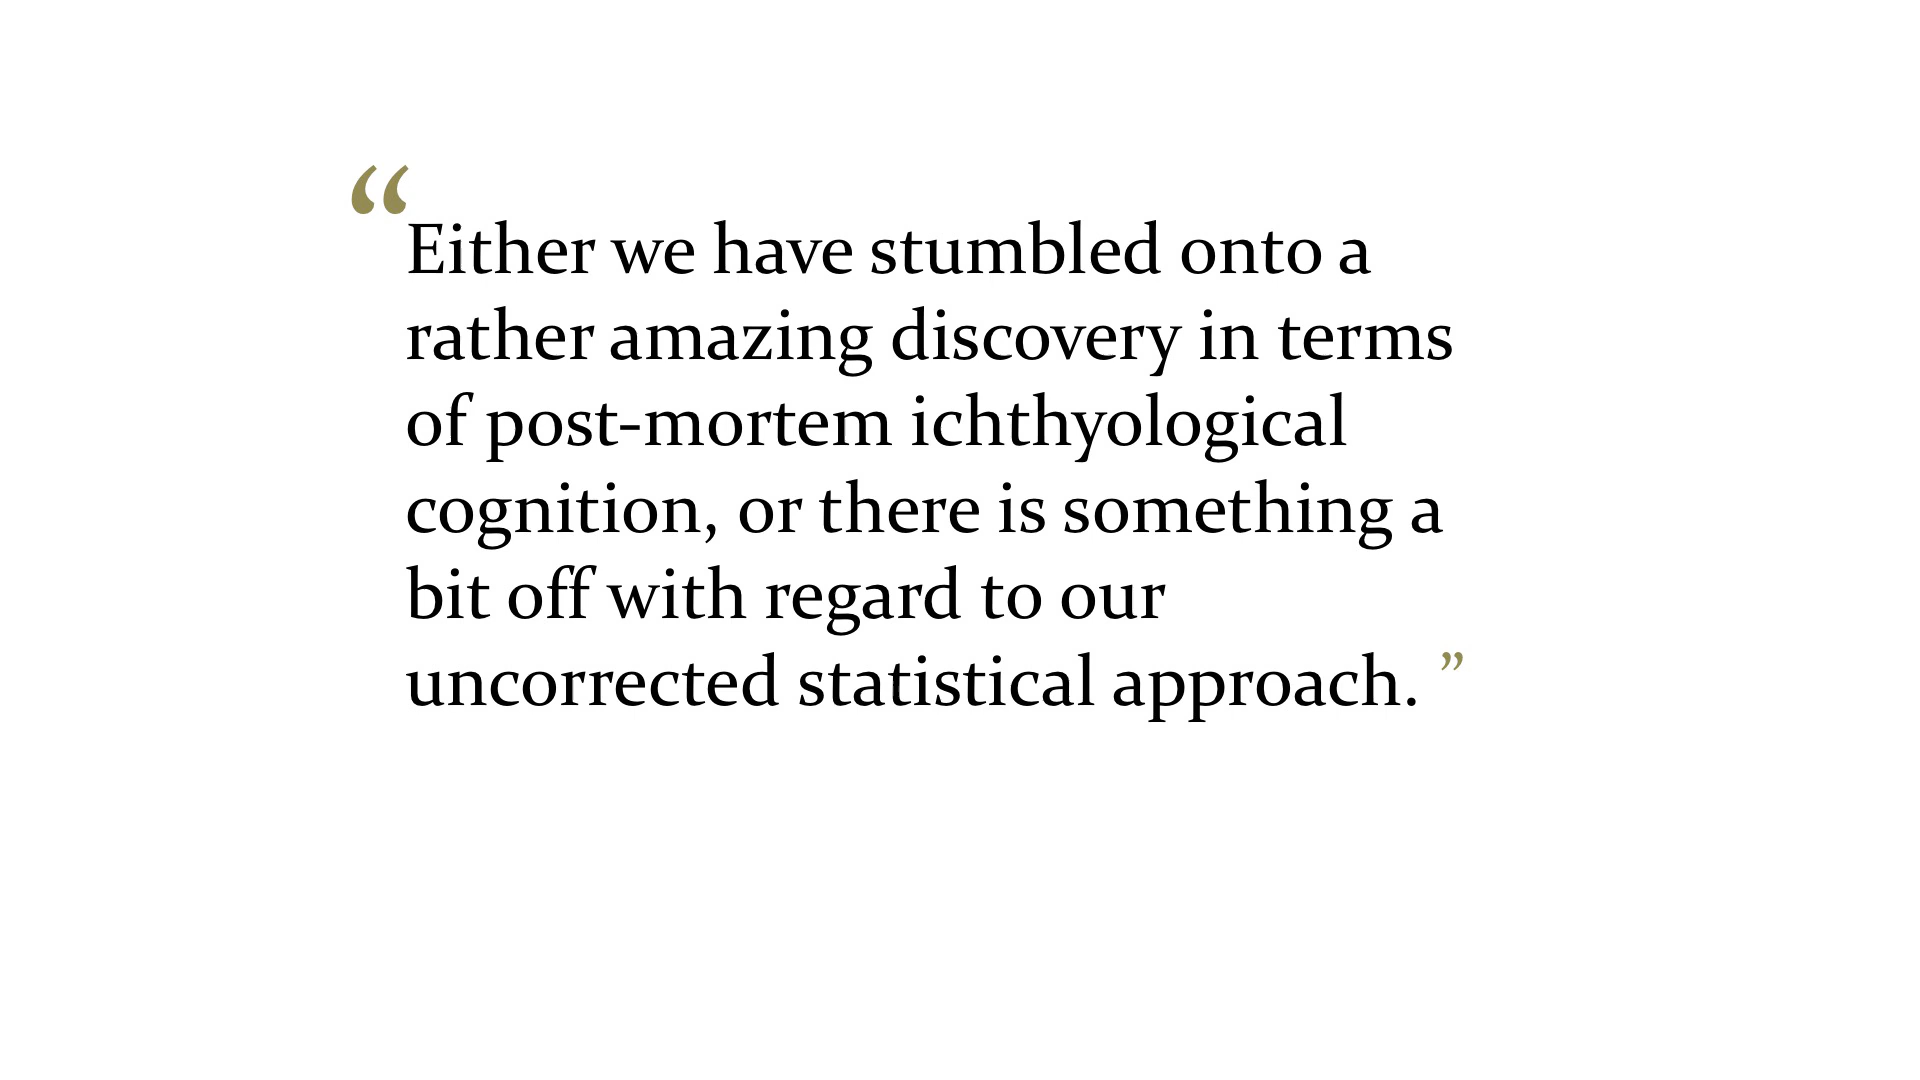 “Either we have stumbled onto a
rather amazing discovery in terms
of post-mortem ichthyological
cognition, or there is something a
bit off with regard to our
uncorrected statistical approach. ”